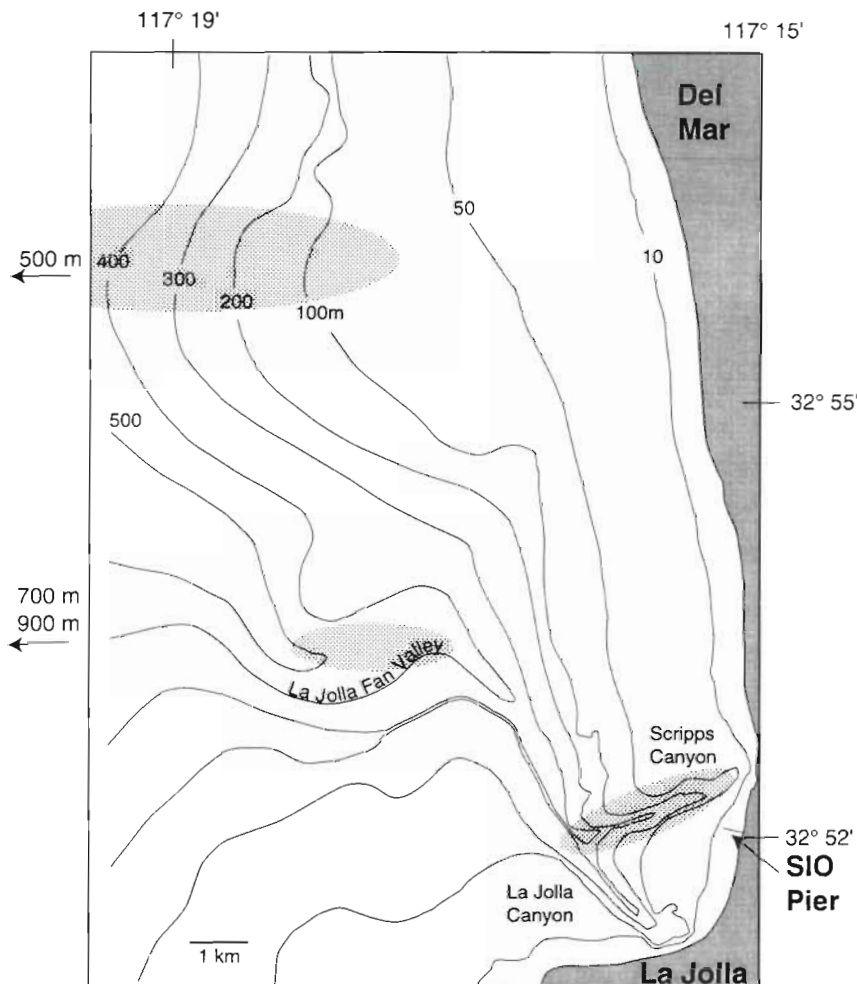 117° 19'
117° 15'
Del
Mar
50
10
500 m
400
300
200
100m
32° 55'
500
700 m
900 m
La Jolla Fan Valley
Scripps
Canyon
32° 52'
SIO
Pier
La Jolla
Canyon
1 km
La Jolla